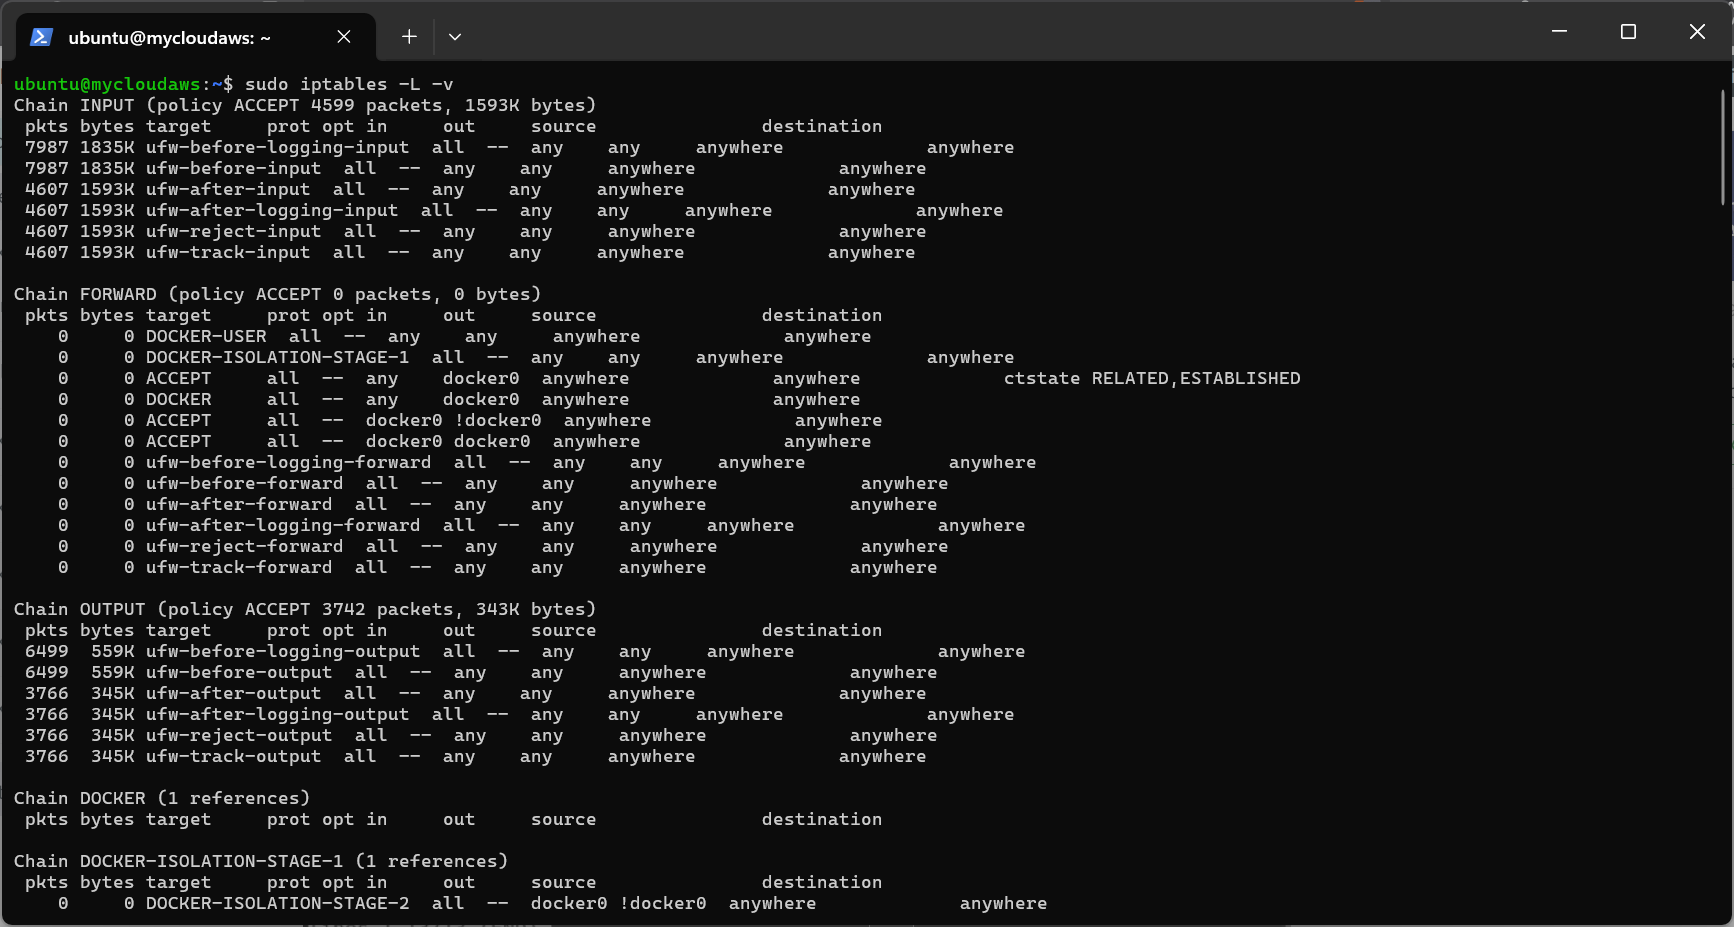 ubuntu@mycloudaws: ~
ubuntu@mycloudaws:~$ sudo iptables -L -v
Chain INPUT (policy ACCEPT 4599 packets, 1593K bytes)
 pkts bytes target     prot opt in     out     source               destination
 7987 1835K ufw-before-logging-input  all  --  any    any     anywhere             anywhere
 7987 1835K ufw-before-input  all  --  any    any     anywhere             anywhere
 4607 1593K ufw-after-input  all  --  any    any     anywhere             anywhere
 4607 1593K ufw-after-logging-input  all  --  any    any     anywhere             anywhere
 4607 1593K ufw-reject-input  all  --  any    any     anywhere             anywhere
 4607 1593K ufw-track-input  all  --  any    any     anywhere             anywhere
Chain FORWARD (policy ACCEPT 0 packets, 0 bytes)
 pkts bytes target     prot opt in     out     source               destination
    0     0 DOCKER-USER  all  --  any    any     anywhere             anywhere
    0     0 DOCKER-ISOLATION-STAGE-1  all  --  any    any     anywhere             anywhere
    0     0 ACCEPT     all  --  any    docker0  anywhere             anywhere             ctstate RELATED,ESTABLISHED
    0     0 DOCKER     all  --  any    docker0  anywhere             anywhere
    0     0 ACCEPT     all  --  docker0 !docker0  anywhere             anywhere
    0     0 ACCEPT     all  --  docker0 docker0  anywhere             anywhere
    0     0 ufw-before-logging-forward  all  --  any    any     anywhere             anywhere
    0     0 ufw-before-forward  all  --  any    any     anywhere             anywhere
    0     0 ufw-after-forward  all  --  any    any     anywhere             anywhere
    0     0 ufw-after-logging-forward  all  --  any    any     anywhere             anywhere
    0     0 ufw-reject-forward  all  --  any    any     anywhere             anywhere
    0     0 ufw-track-forward  all  --  any    any     anywhere             anywhere
Chain OUTPUT (policy ACCEPT 3742 packets, 343K bytes)
 pkts bytes target     prot opt in     out     source               destination
 6499  559K ufw-before-logging-output  all  --  any    any     anywhere             anywhere
 6499  559K ufw-before-output  all  --  any    any     anywhere             anywhere
 3766  345K ufw-after-output  all  --  any    any     anywhere             anywhere
 3766  345K ufw-after-logging-output  all  --  any    any     anywhere             anywhere
 3766  345K ufw-reject-output  all  --  any    any     anywhere             anywhere
 3766  345K ufw-track-output  all  --  any    any     anywhere             anywhere
Chain DOCKER (1 references)
 pkts bytes target     prot opt in     out     source               destination
Chain DOCKER-ISOLATION-STAGE-1 (1 references)
 pkts bytes target     prot opt in     out     source               destination
    0     0 DOCKER-ISOLATION-STAGE-2  all  --  docker0 !docker0  anywhere             anywhere